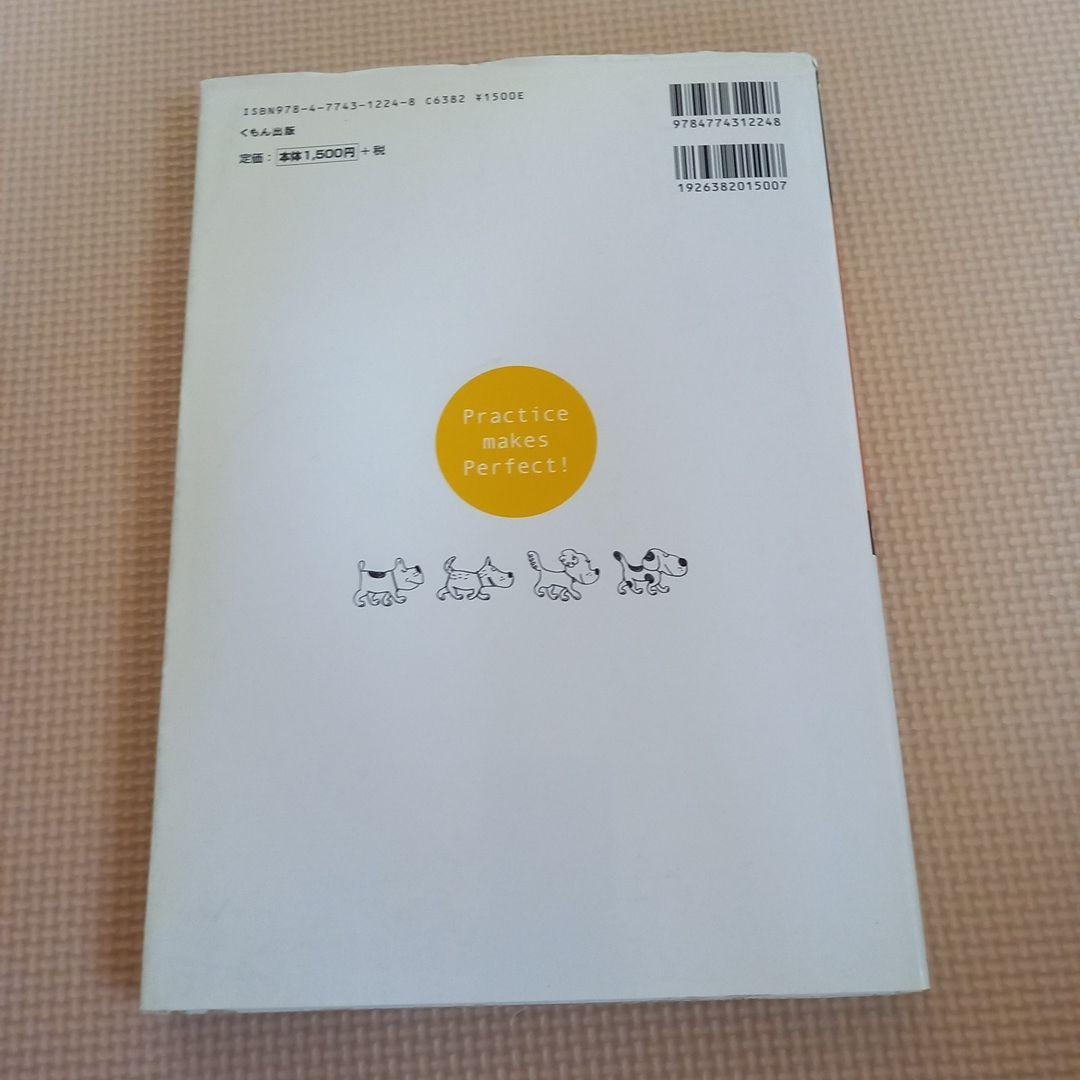 ISBN978-4-7743-1224-8 C6382 ¥1500E
くもん出版
定価：本体1,500円＋税
9784774312248
1926382015007
Practice
makes
Perfect!